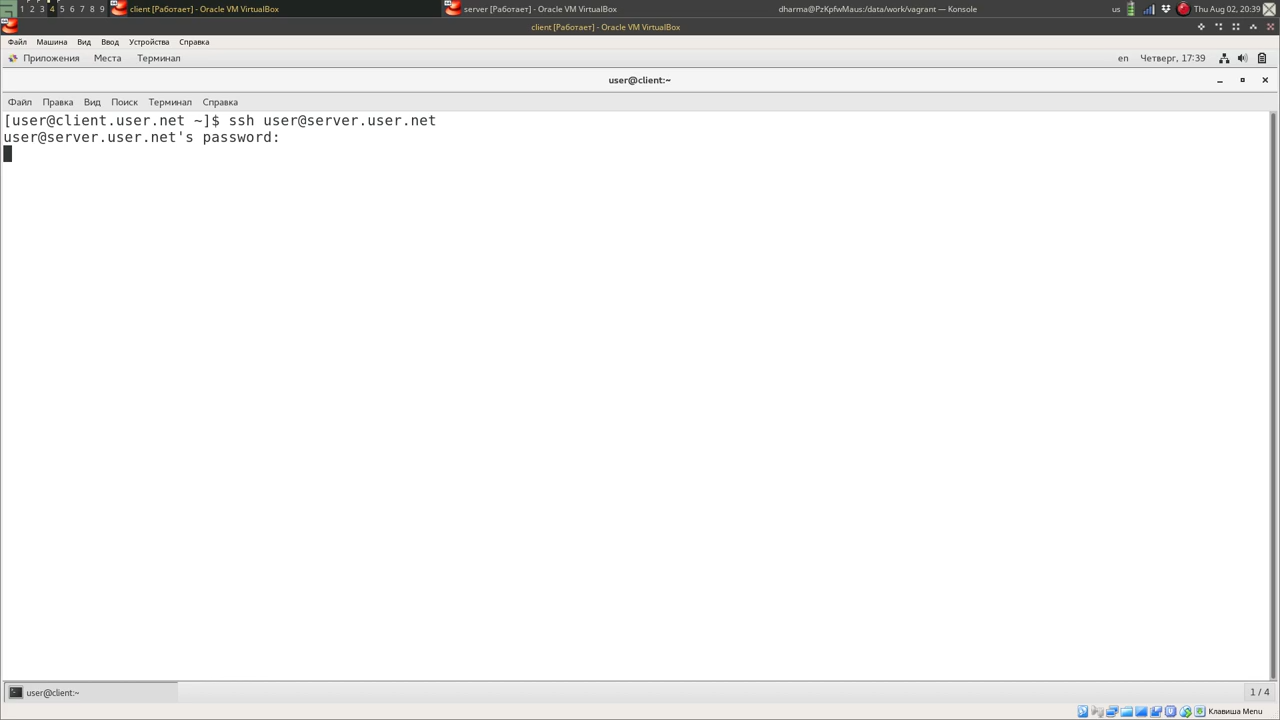 1 2 3 4 5 6 7 8 9 client [Работает] - Oracle VM VirtualBox server [Работает] - Oracle VM VirtualBox dharma@PzKpfwMaus:/data/work/vagrant — Konsole us Thu Aug 02, 20:39
client [Работает] - Oracle VM VirtualBox
Файл Машина Вид Ввод Устройства Справка
Приложения Места Терминал en Четверг, 17:39
user@client:~
Файл Правка Вид Поиск Терминал Справка
[user@client.user.net ~]$ ssh user@server.user.net
user@server.user.net's password:
user@client:~ 1 / 4
Клавиша Menu